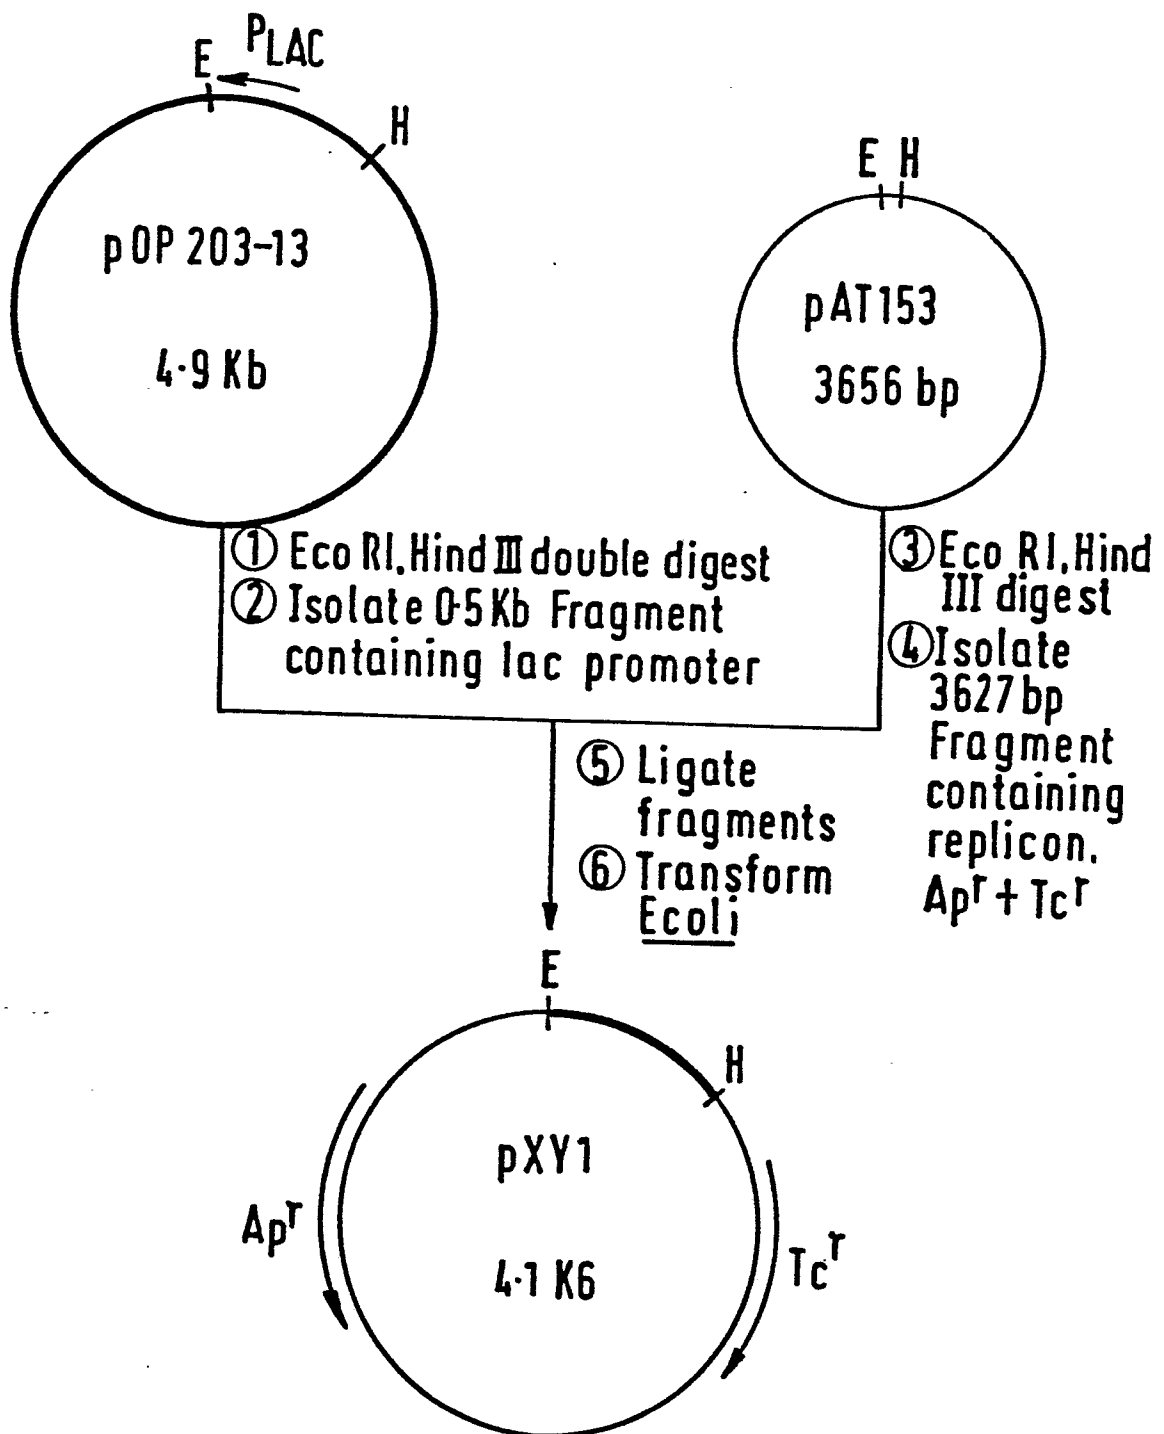 PLAC
E
H
pOP 203-13
4·9 Kb
E H
pAT153
3656 bp
① Eco RI, Hind III double digest
② Isolate 0·5 Kb Fragment
containing lac promoter
③ Eco RI, Hind
III digest
④ Isolate
3627 bp
Fragment
containing
replicon.
Apr + Tcr
⑤ Ligate
fragments
⑥ Transform
Ecoli
E
H
pXY1
4·1 K6
Apr
Tcr